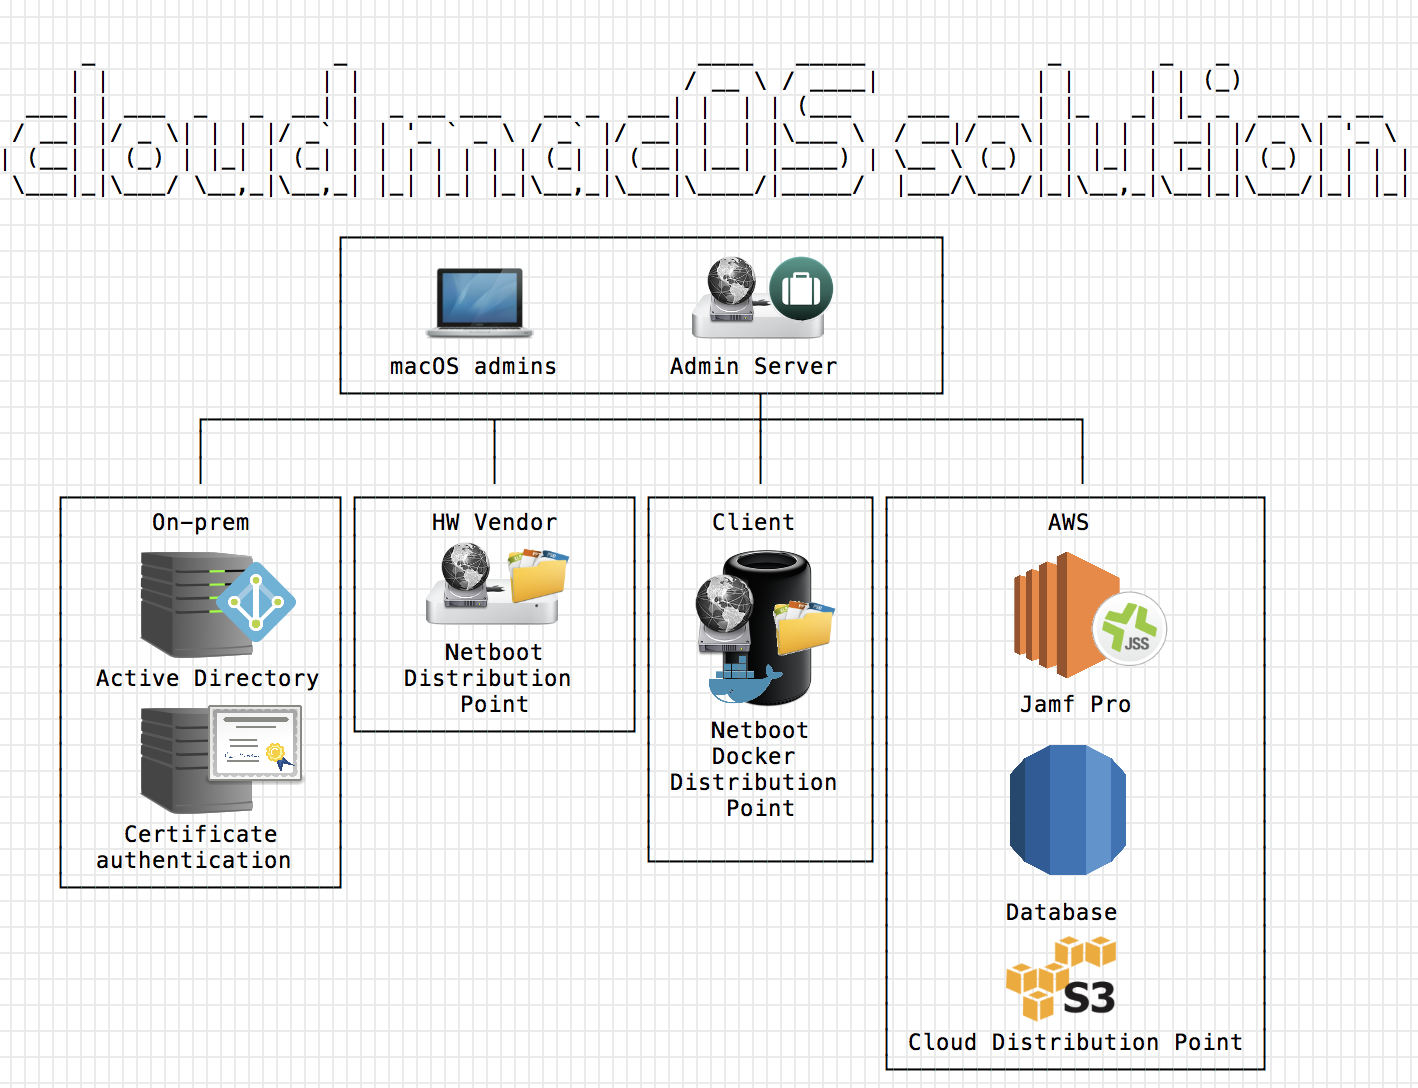 cloud macOS solution
macOS admins
Admin Server
On-prem
Active Directory
Certificate
authentication
HW Vendor
Netboot
Distribution
Point
Client
Netboot
Docker
Distribution
Point
AWS
JSS
Jamf Pro
Database
S3
Cloud Distribution Point